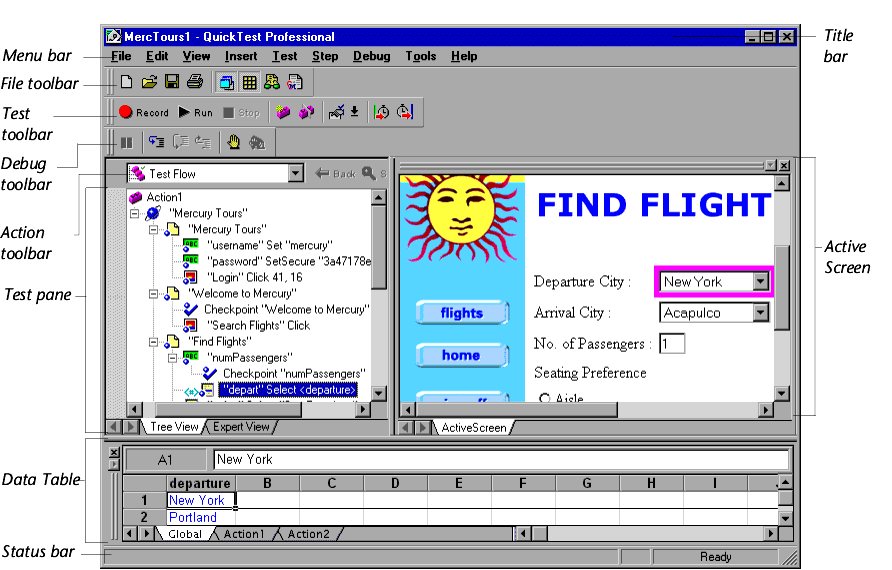 MercTours1 - QuickTest Professional
Title bar
Menu bar
File Edit View Insert Test Step Debug Tools Help
File toolbar
Test toolbar
Record Run Stop
Debug toolbar
Action toolbar
Test Flow Back S
Test pane
Action1
"Mercury Tours"
"Mercury Tours"
"username" Set "mercury"
"password" SetSecure "3a47178e
"Login" Click 41, 16
"Welcome to Mercury"
Checkpoint "Welcome to Mercury"
"Search Flights" Click
"Find Flights"
"numPassengers"
Checkpoint "numPassengers"
"depart" Select <departure>
Tree View Expert View
FIND FLIGHT
Departure City : New York
Arrival City : Acapulco
No. of Passengers : 1
Seating Preference
Aisle
flights
home
ActiveScreen
Active Screen
Data Table
A1 New York
departure B C D E F G H I
1 New York
2 Portland
Global Action1 Action2
Status bar
Ready